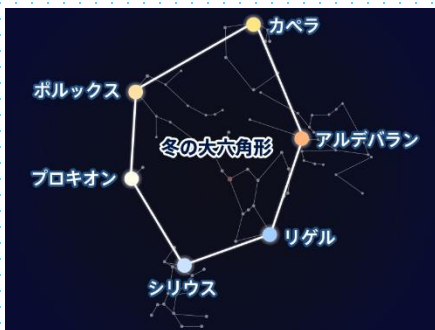 カペラ
ポルックス
アルデバラン
冬の大六角形
プロキオン
リゲル
シリウス